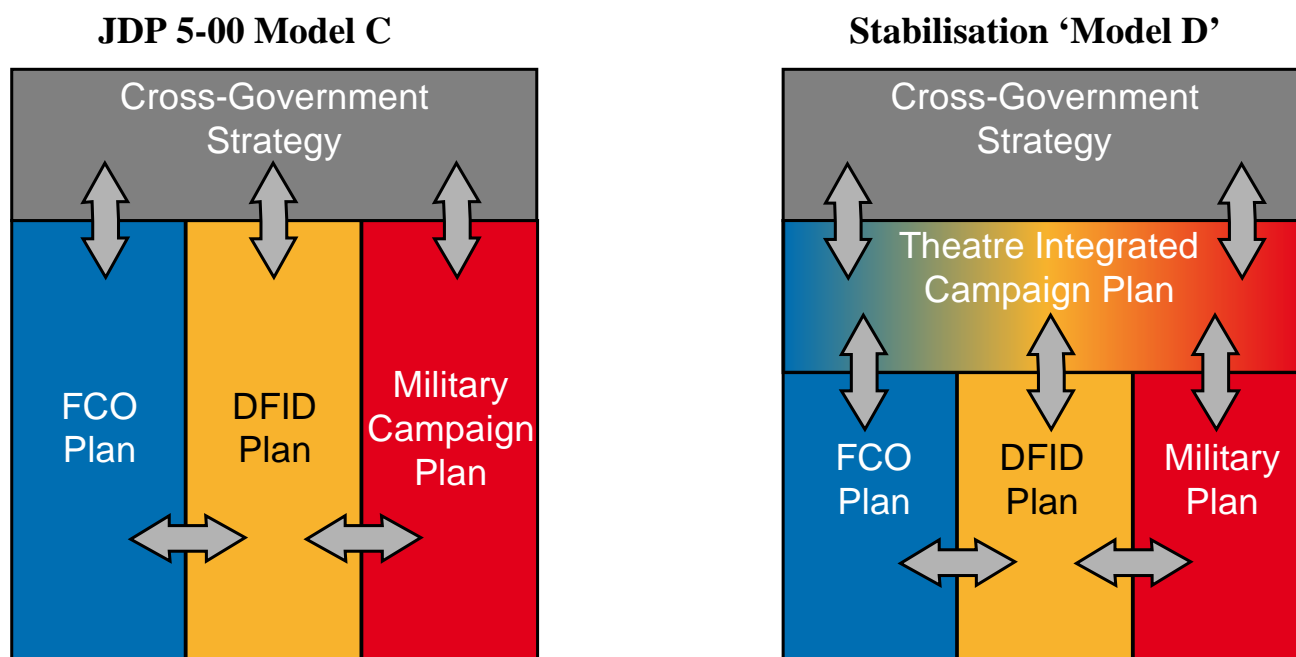 JDP 5-00 Model C
Cross-Government
Strategy
FCO
Plan
DFID
Plan
Military
Campaign
Plan
Stabilisation ‘Model D’
Cross-Government
Strategy
Theatre Integrated
Campaign Plan
FCO
Plan
DFID
Plan
Military
Plan